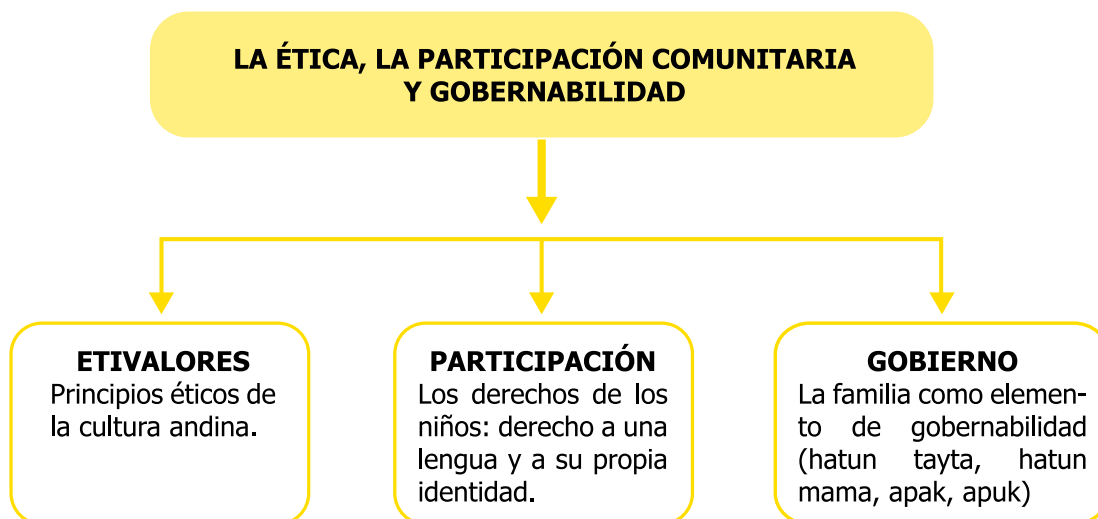 LA ÉTICA, LA PARTICIPACIÓN COMUNITARIA
Y GOBERNABILIDAD
ETIVALORES
Principios éticos de
la cultura andina.
PARTICIPACIÓN
Los derechos de los
niños: derecho a una
lengua y a su propia
identidad.
GOBIERNO
La familia como elemen-
to de gobernabilidad
(hatun tayta, hatun
mama, apak, apuk)